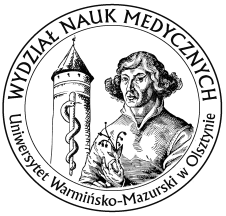 WYDZIAŁ NAUK MEDYCZNYCH
Uniwersytet Warmińsko-Mazurski w Olsztynie